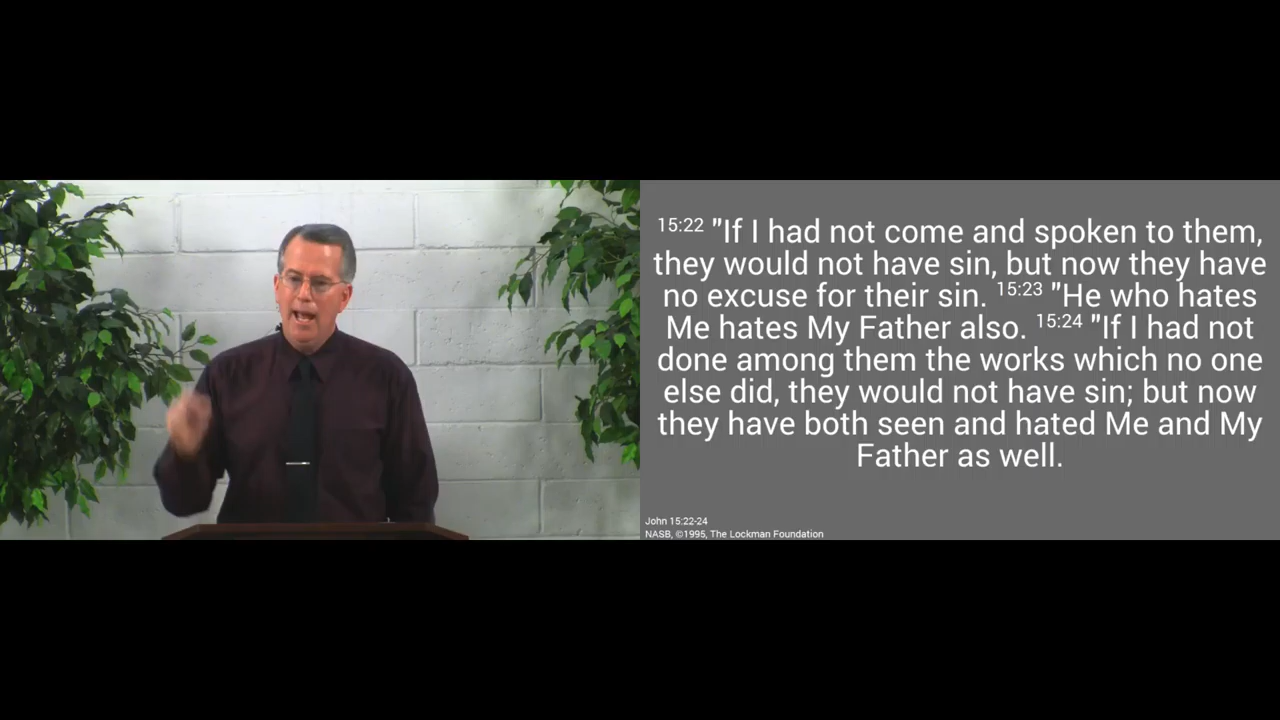 15:22 "If I had not come and spoken to them,
they would not have sin, but now they have
no excuse for their sin. 15:23 "He who hates
Me hates My Father also. 15:24 "If I had not
done among them the works which no one
else did, they would not have sin; but now
they have both seen and hated Me and My
Father as well.
John 15:22-24
NASB, ©1995, The Lockman Foundation